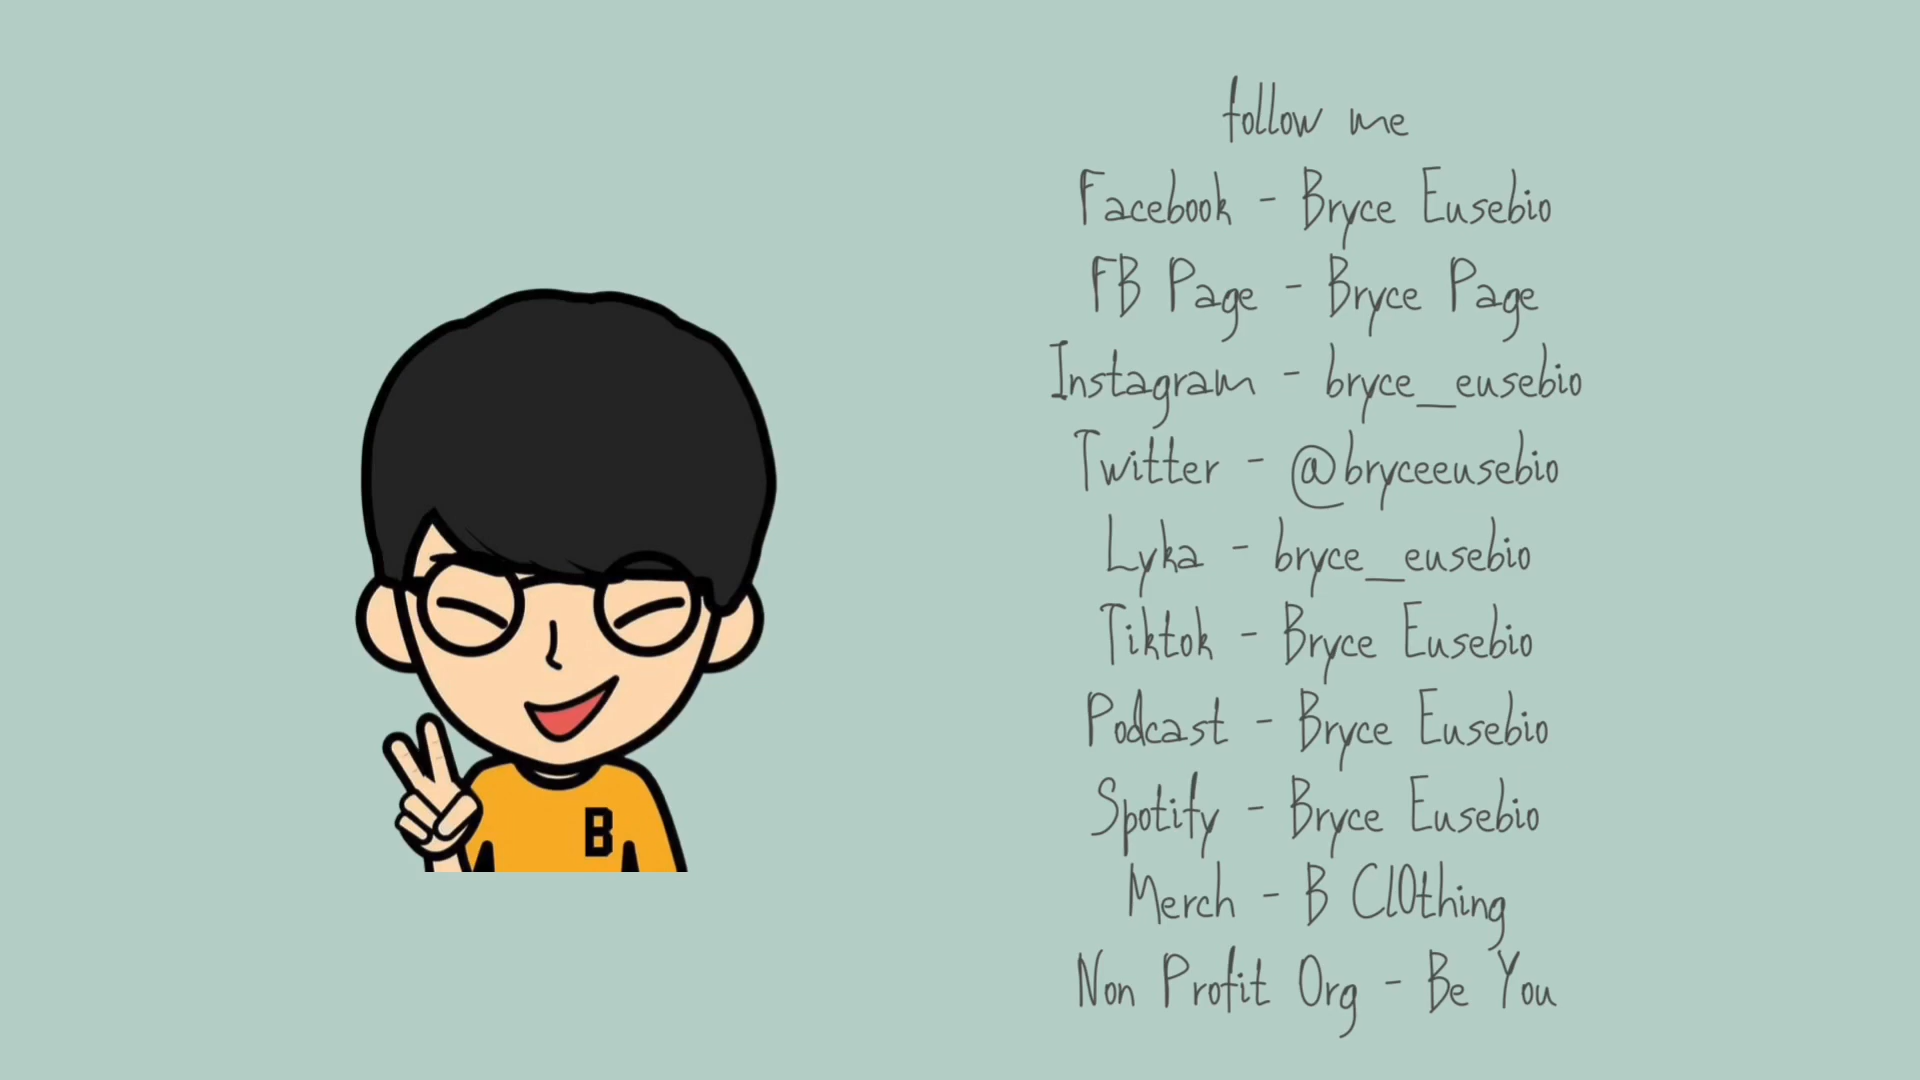 follow me
Facebook - Bryce Eusebio
FB Page - Bryce Page
Instagram - bryce_eusebio
Twitter - @bryceeusebio
Lyka - bryce_eusebio
Tiktok - Bryce Eusebio
Podcast - Bryce Eusebio
Spotify - Bryce Eusebio
Merch - B Cl0thing
Non Profit Org - Be You
B